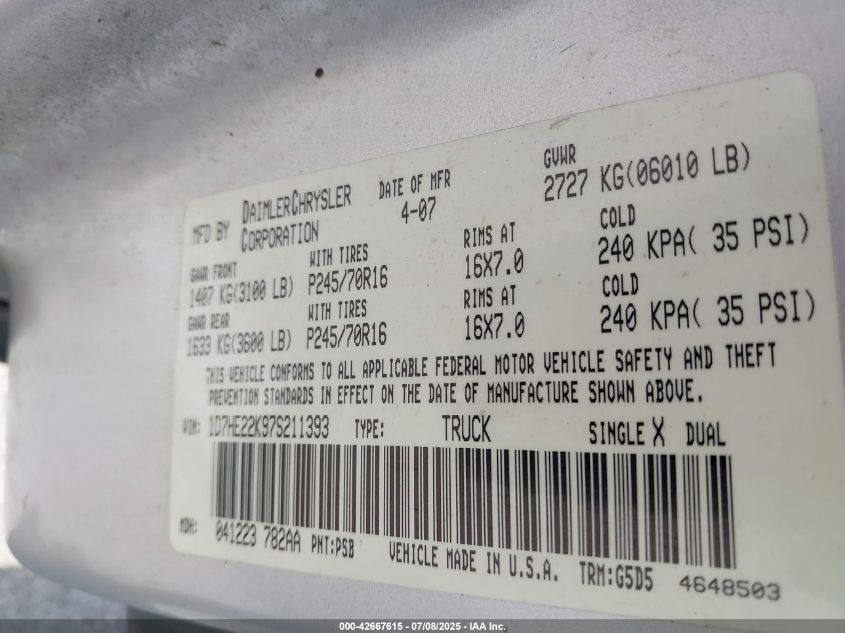 MFD BY DAIMLERCHRYSLER CORPORATION DATE OF MFR 4-07 GVWR 2727 KG(06010 LB)
GAWR FRONT WITH TIRES RIMS AT COLD
1407 KG(3100 LB) P245/70R16 16X7.0 240 KPA( 35 PSI)
GAWR REAR WITH TIRES RIMS AT COLD
1633 KG(3600 LB) P245/70R16 16X7.0 240 KPA( 35 PSI)
THIS VEHICLE CONFORMS TO ALL APPLICABLE FEDERAL MOTOR VEHICLE SAFETY AND THEFT
PREVENTION STANDARDS IN EFFECT ON THE DATE OF MANUFACTURE SHOWN ABOVE.
VIN: 1D7HE22K97S211393 TYPE: TRUCK SINGLE X DUAL
MDH: 041223 782AA PNT:PSB VEHICLE MADE IN U.S.A. TRM:G5D5 4648503
000-42667615 - 07/08/2025 - IAA Inc.